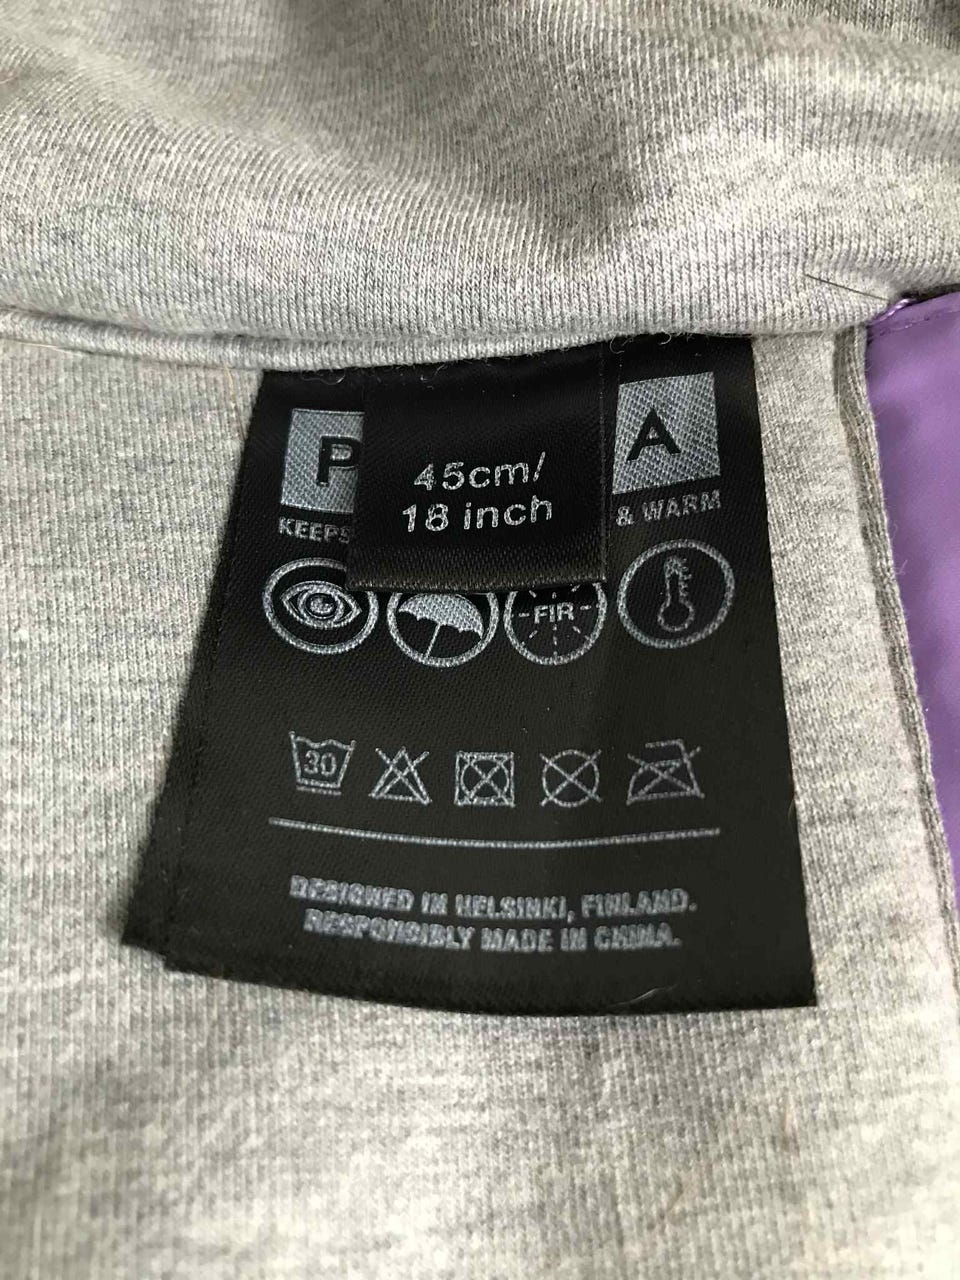 P A
45cm/
18 inch
KEEPS & WARM
FIR
30
DESIGNED IN HELSINKI, FINLAND.
RESPONSIBLY MADE IN CHINA.